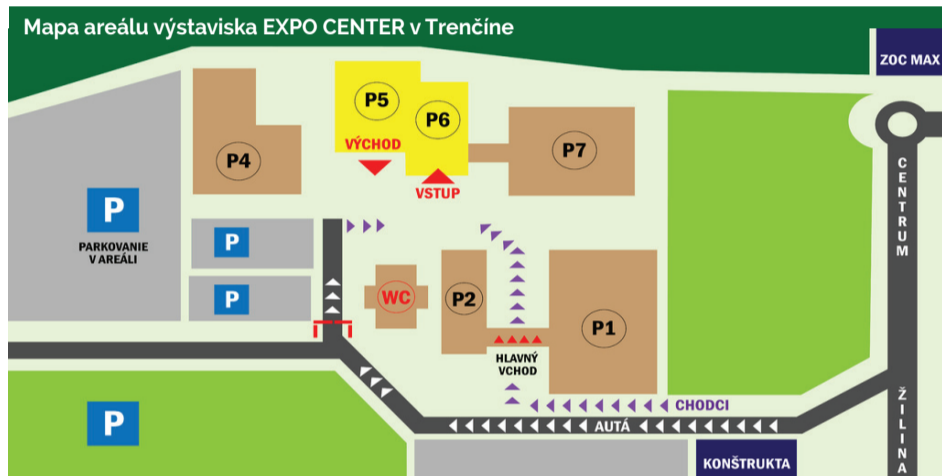 Mapa areálu výstaviska EXPO CENTER v Trenčíne
ZOC MAX
P5
P6
P4
P7
VÝCHOD
VSTUP
CENTRUM
P
PARKOVANIE
V AREÁLI
P
P
WC
P2
P1
HLAVNÝ
VCHOD
CHODCI
AUTÁ
ŽILINA
P
KONŠTRUKTA